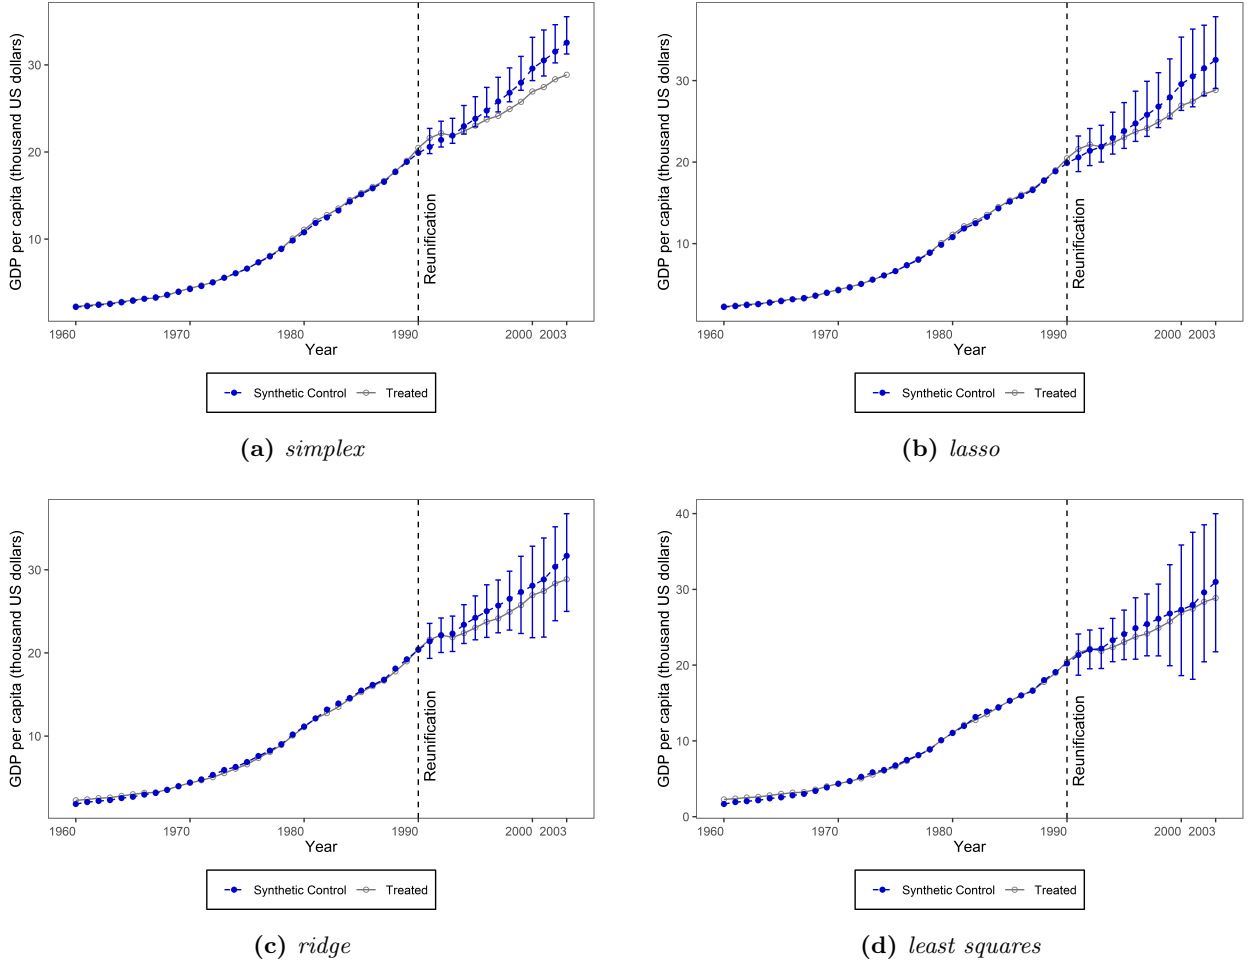 GDP per capita (thousand US dollars)
30
20
10
Reunification
1960 1970 1980 1990 2000 2003
Year
Synthetic Control Treated
(a) simplex
GDP per capita (thousand US dollars)
30
20
10
Reunification
1960 1970 1980 1990 2000 2003
Year
Synthetic Control Treated
(b) lasso
GDP per capita (thousand US dollars)
30
20
10
Reunification
1960 1970 1980 1990 2000 2003
Year
Synthetic Control Treated
(c) ridge
GDP per capita (thousand US dollars)
40
30
20
10
0
Reunification
1960 1970 1980 1990 2000 2003
Year
Synthetic Control Treated
(d) least squares